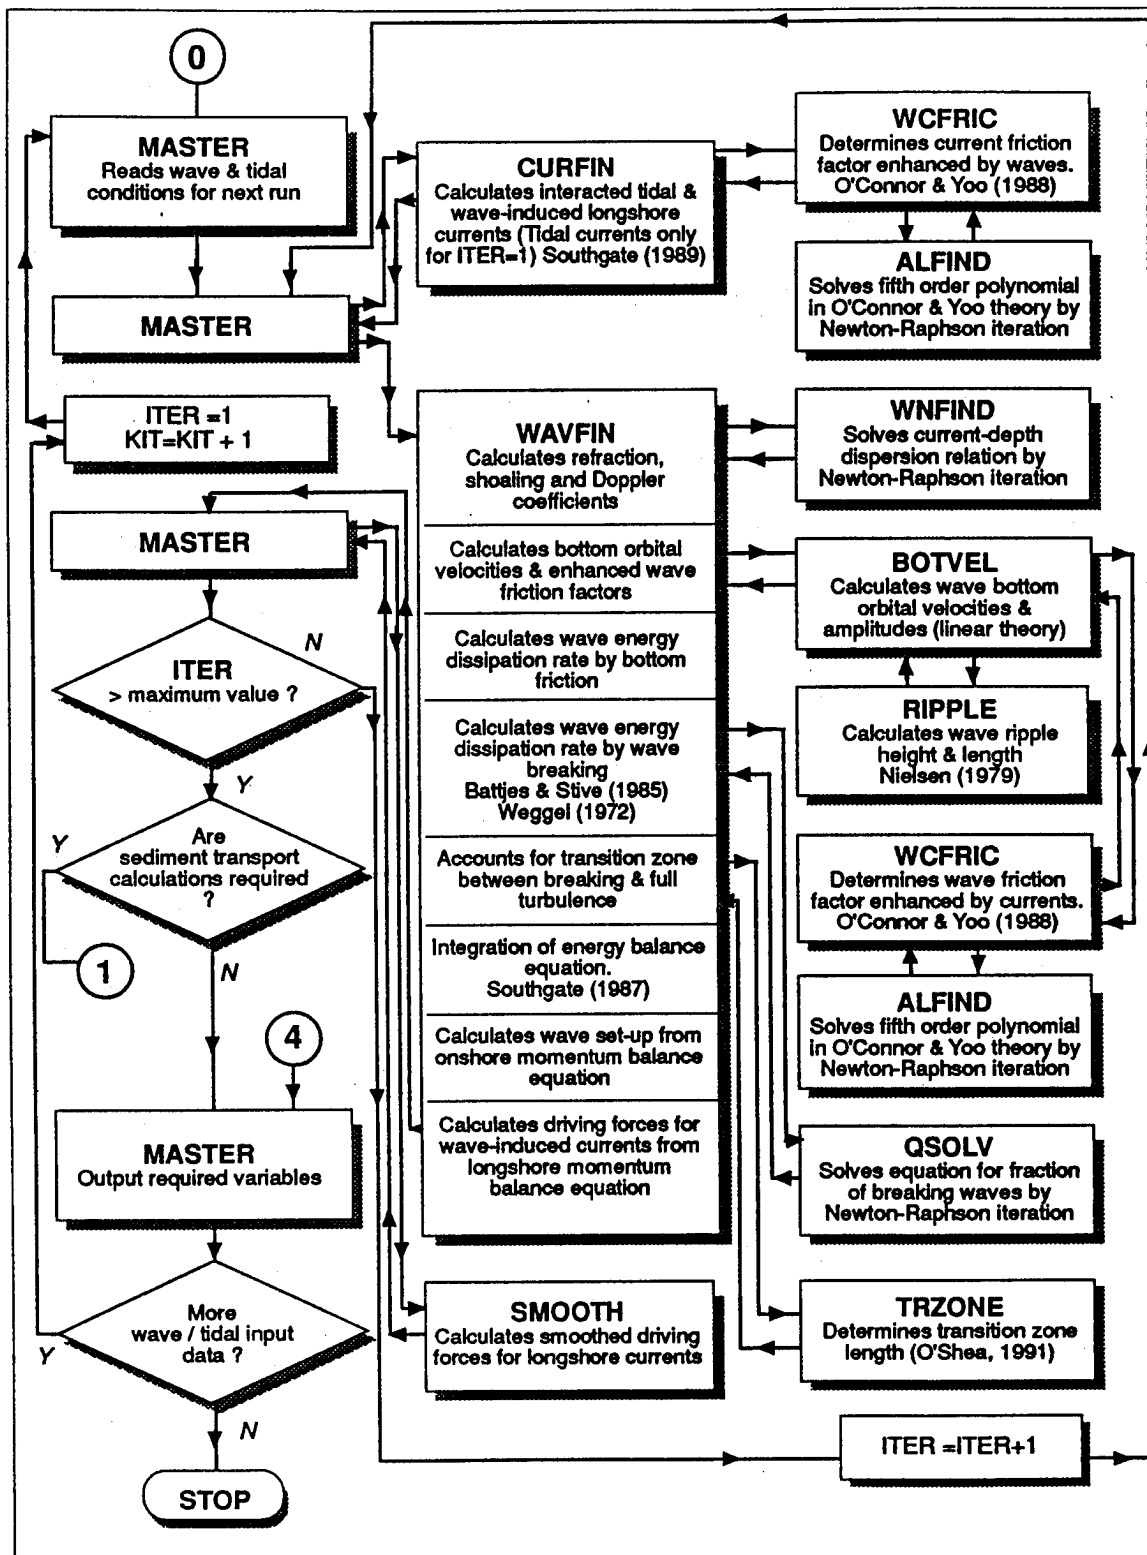 0
MASTER
Reads wave & tidal
conditions for next run
MASTER
ITER =1
KIT=KIT + 1
MASTER
ITER
> maximum value ?
N
Y
Are
sediment transport
calculations required
?
Y
1
N
4
MASTER
Output required variables
More
wave / tidal input
data ?
Y
N
STOP
CURFIN
Calculates interacted tidal &
wave-induced longshore
currents (Tidal currents only
for ITER=1) Southgate (1989)
WAVFIN
Calculates refraction,
shoaling and Doppler
coefficients
Calculates bottom orbital
velocities & enhanced wave
friction factors
Calculates wave energy
dissipation rate by bottom
friction
Calculates wave energy
dissipation rate by wave
breaking
Battjes & Stive (1985)
Weggel (1972)
Accounts for transition zone
between breaking & full
turbulence
Integration of energy balance
equation.
Southgate (1987)
Calculates wave set-up from
onshore momentum balance
equation
Calculates driving forces for
wave-induced currents from
longshore momentum
balance equation
SMOOTH
Calculates smoothed driving
forces for longshore currents
WCFRIC
Determines current friction
factor enhanced by waves.
O'Connor & Yoo (1988)
ALFIND
Solves fifth order polynomial
in O'Connor & Yoo theory by
Newton-Raphson iteration
WNFIND
Solves current-depth
dispersion relation by
Newton-Raphson iteration
BOTVEL
Calculates wave bottom
orbital velocities &
amplitudes (linear theory)
RIPPLE
Calculates wave ripple
height & length
Nielsen (1979)
WCFRIC
Determines wave friction
factor enhanced by currents.
O'Connor & Yoo (1988)
ALFIND
Solves fifth order polynomial
in O'Connor & Yoo theory by
Newton-Raphson iteration
QSOLV
Solves equation for fraction
of breaking waves by
Newton-Raphson iteration
TRZONE
Determines transition zone
length (O'Shea, 1991)
ITER =ITER+1